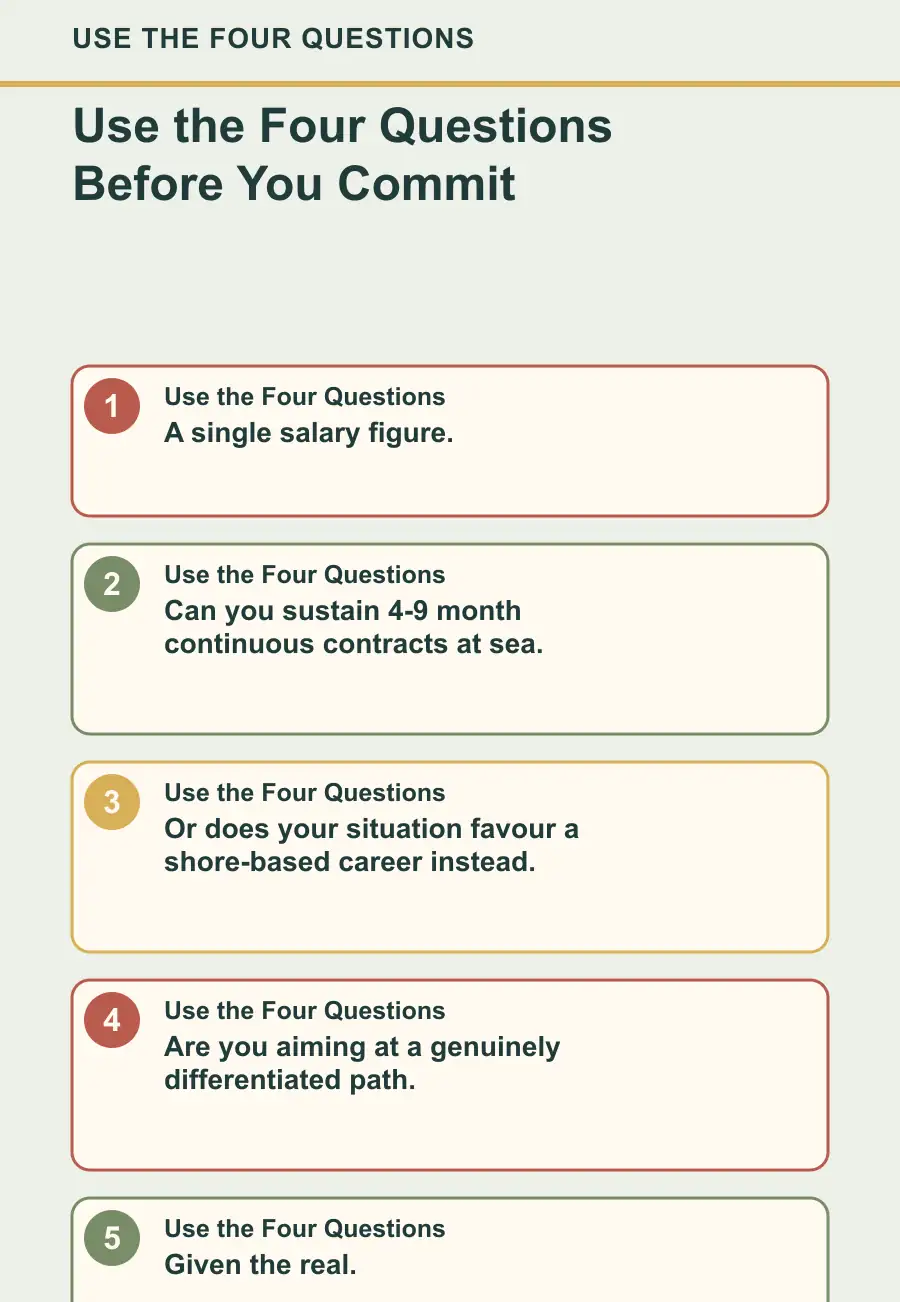 USE THE FOUR QUESTIONS
Use the Four Questions
Before You Commit
1
Use the Four Questions
A single salary figure.
2
Use the Four Questions
Can you sustain 4-9 month
continuous contracts at sea.
3
Use the Four Questions
Or does your situation favour a
shore-based career instead.
4
Use the Four Questions
Are you aiming at a genuinely
differentiated path.
5
Use the Four Questions
Given the real.